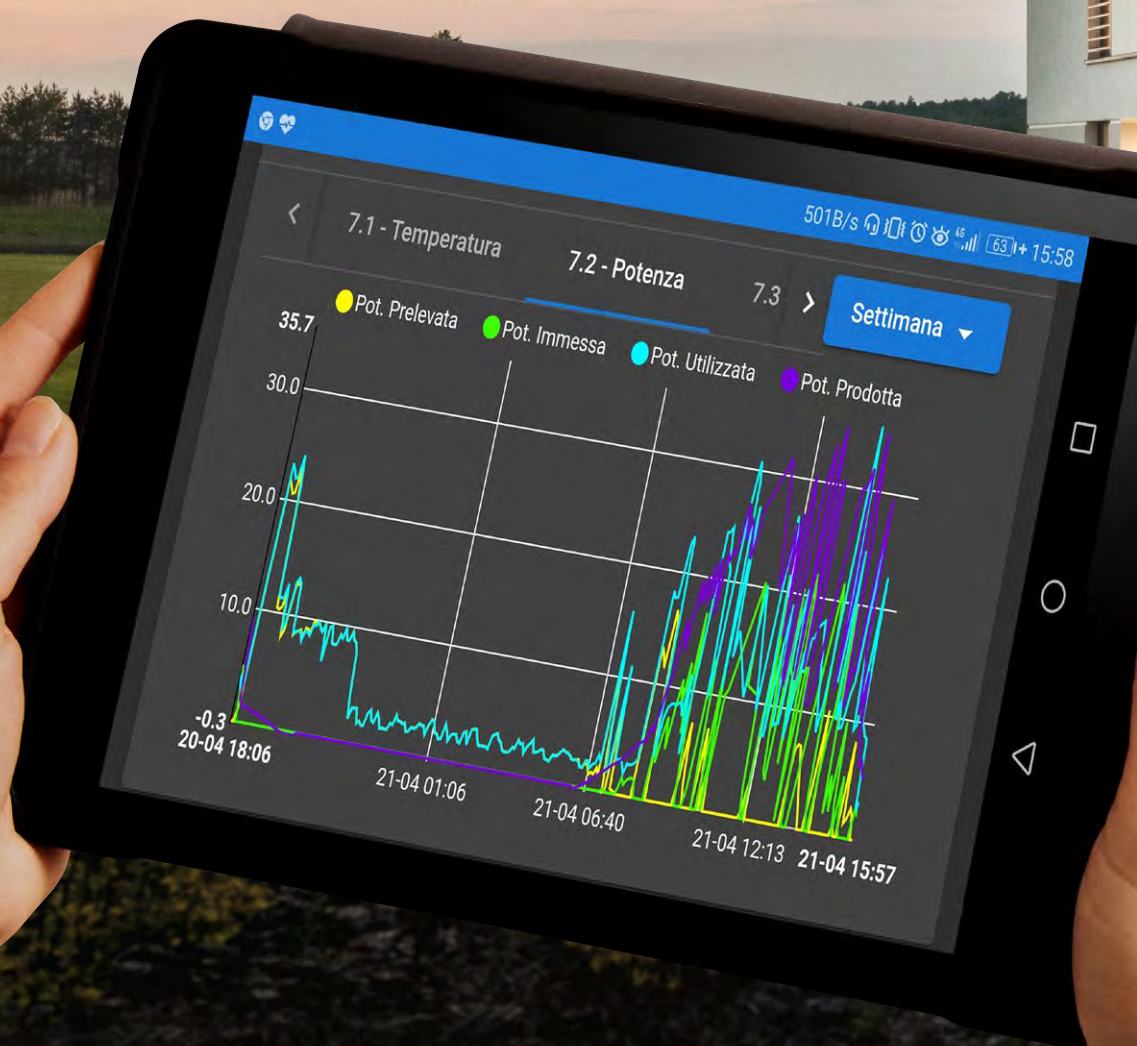 501B/s 4G 63 15:58
7.1 - Temperatura 7.2 - Potenza 7.3 Settimana
Pot. Prelevata Pot. Immessa Pot. Utilizzata Pot. Prodotta
35.7
30.0
20.0
10.0
-0.3
20-04 18:06 21-04 01:06 21-04 06:40 21-04 12:13 21-04 15:57